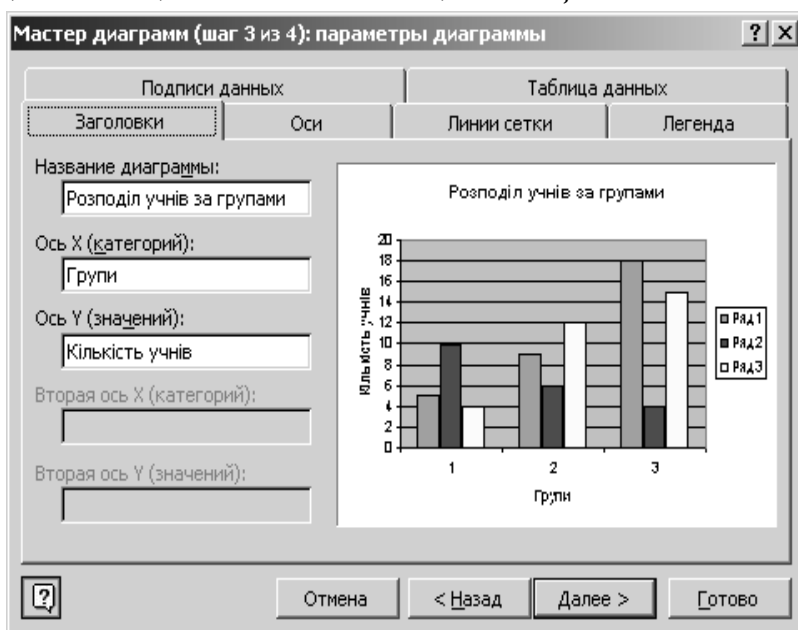 Мастер диаграмм (шаг 3 из 4): параметры диаграммы
Подписи данных
Таблица данных
Заголовки
Оси
Линии сетки
Легенда
Название диаграммы:
Розподіл учнів за групами
Ось X (категорий):
Групи
Ось Y (значений):
Кількість учнів
Вторая ось X (категорий):
Вторая ось Y (значений):
Розподіл учнів за групами
Кількість учнів
20
18
16
14
12
10
8
6
4
2
0
1
2
3
Групи
Ряд1
Ряд2
Ряд3
Отмена
< Назад
Далее >
Готово